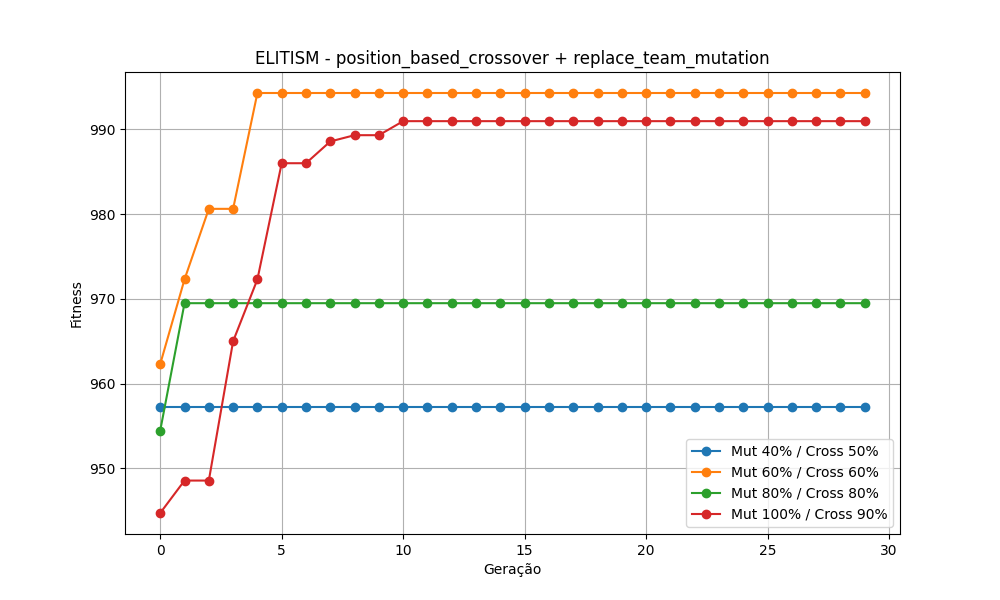 ELITISM - position_based_crossover + replace_team_mutation
990
980
970
960
950
Fitness
0
5
10
15
20
25
30
Geração
Mut 40% / Cross 50%
Mut 60% / Cross 60%
Mut 80% / Cross 80%
Mut 100% / Cross 90%